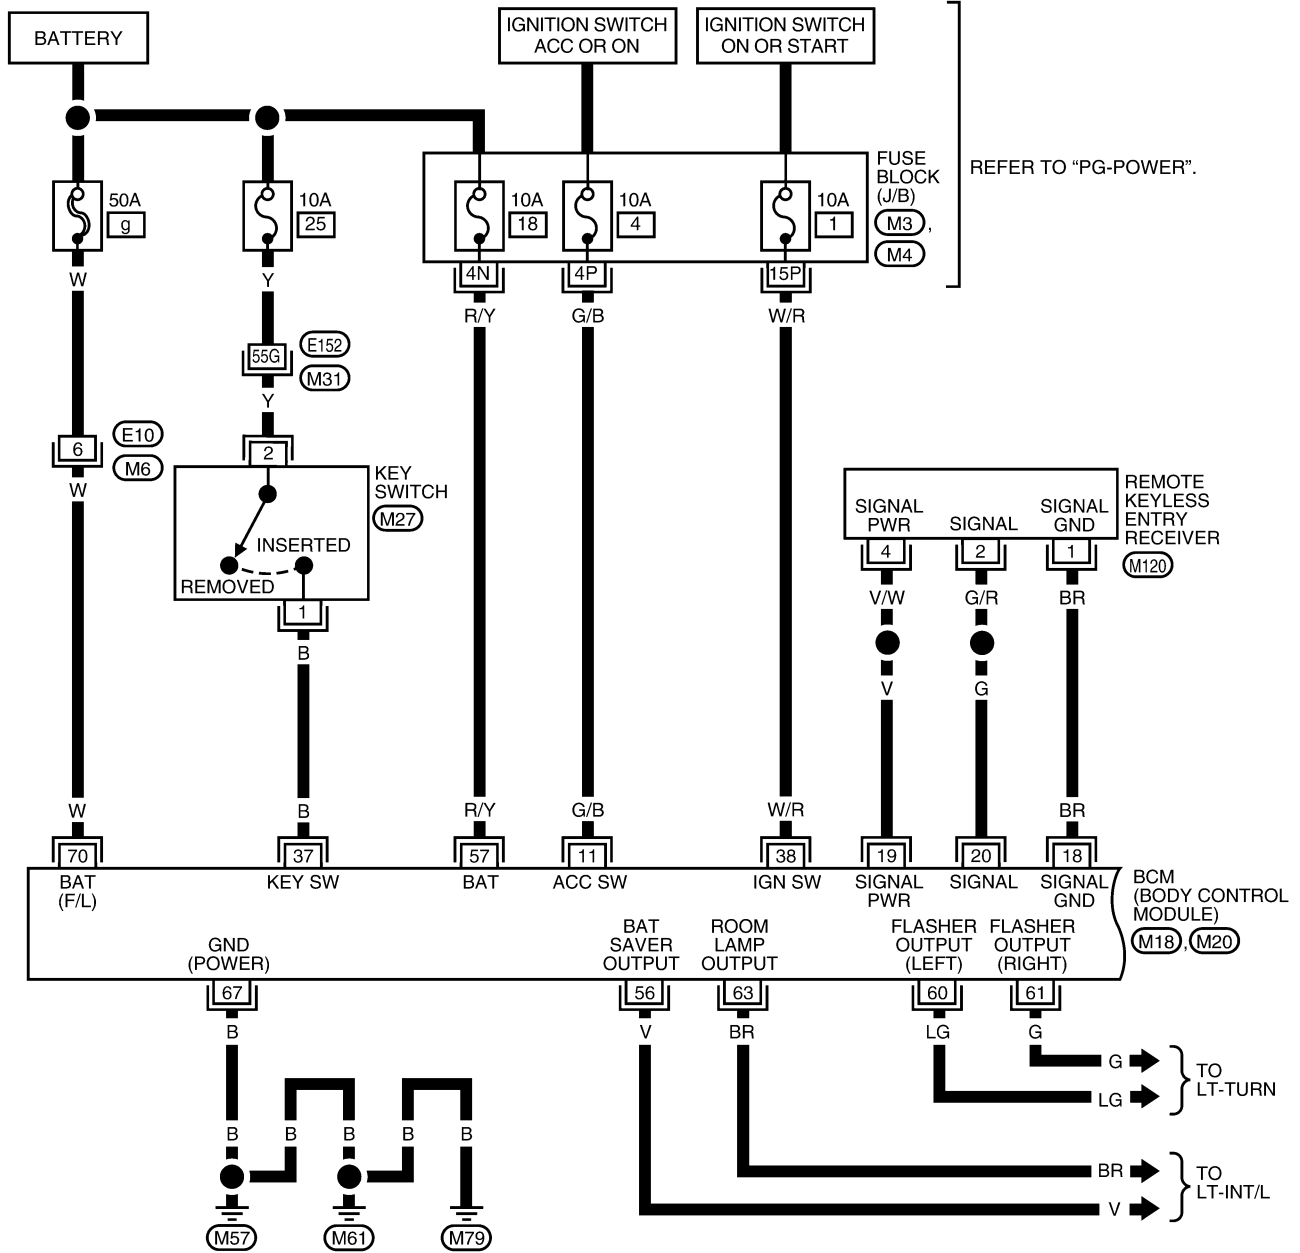 BATTERY
IGNITION SWITCH
ACC OR ON
IGNITION SWITCH
ON OR START
REFER TO “PG-POWER”.
FUSE
BLOCK
(J/B)
M3 ,
M4
50A
g
10A
25
10A
18
10A
4
10A
1
4N
4P
15P
W
Y
R/Y
G/B
W/R
55G
E152
M31
Y
6
E10
M6
W
2
KEY
SWITCH
M27
INSERTED
REMOVED
1
B
REMOTE
KEYLESS
ENTRY
RECEIVER
M120
SIGNAL
PWR
SIGNAL
SIGNAL
GND
4
2
1
V/W
G/R
BR
V
G
W
B
R/Y
G/B
W/R
BR
70
37
57
11
38
19
20
18
BAT
(F/L)
KEY SW
BAT
ACC SW
IGN SW
SIGNAL
PWR
SIGNAL
SIGNAL
GND
BCM
(BODY CONTROL
MODULE)
M18 , M20
GND
(POWER)
BAT
SAVER
OUTPUT
ROOM
LAMP
OUTPUT
FLASHER
OUTPUT
(LEFT)
FLASHER
OUTPUT
(RIGHT)
67
56
63
60
61
B
V
BR
LG
G
G
LG
TO
LT-TURN
B
B
B
B
B
BR
V
TO
LT-INT/L
M57
M61
M79